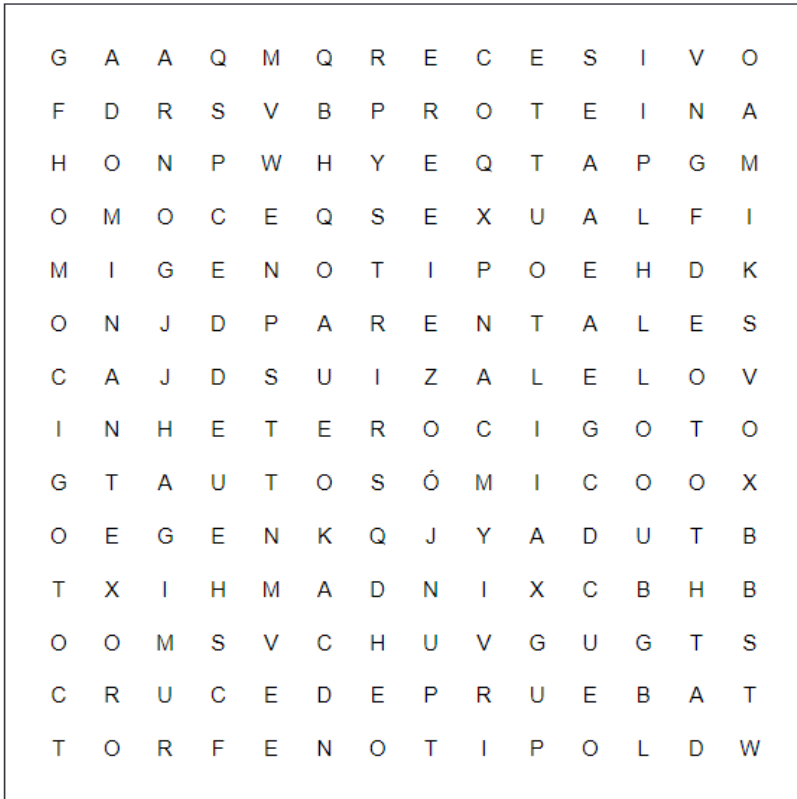 G A A Q M Q R E C E S I V O
F D R S V B P R O T E I N A
H O N P W H Y E Q T A P G M
O M O C E Q S E X U A L F I
M I G E N O T I P O E H D K
O N J D P A R E N T A L E S
C A J D S U I Z A L E L O V
I N H E T E R O C I G O T O
G T A U T O S Ó M I C O O X
O E G E N K Q J Y A D U T B
T X I H M A D N I X C B H B
O O M S V C H U V G U G T S
C R U C E D E P R U E B A T
T O R F E N O T I P O L D W